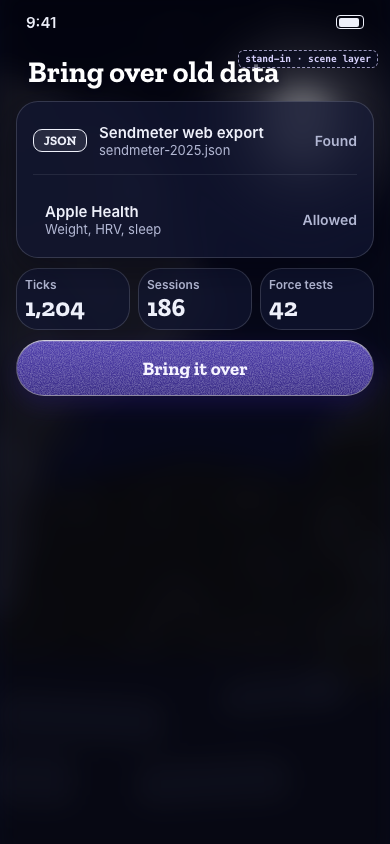 9:41
stand-in · scene layer
Bring over old data
JSON
Sendmeter web export
sendmeter-2025.json
Found
Apple Health
Weight, HRV, sleep
Allowed
Ticks
1,204
Sessions
186
Force tests
42
Bring it over